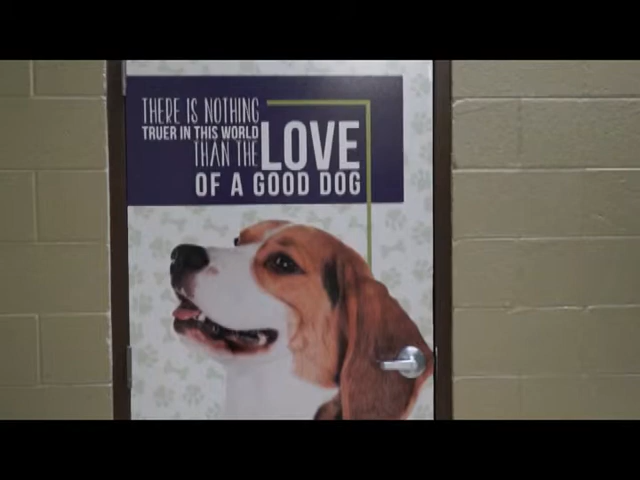 THERE IS NOTHING
TRUER IN THIS WORLD
THAN THE LOVE
OF A GOOD DOG